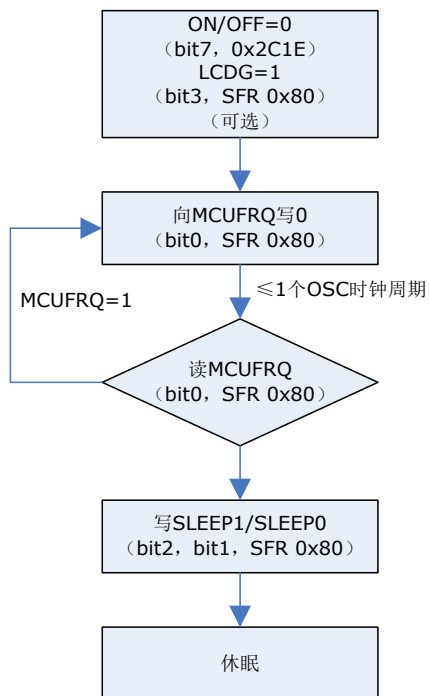 ON/OFF=0
（bit7，0x2C1E）
LCDG=1
（bit3，SFR 0x80）
（可选）
向MCUFRQ写0
（bit0，SFR 0x80）
≤1个OSC时钟周期
MCUFRQ=1
读MCUFRQ
（bit0，SFR 0x80）
写SLEEP1/SLEEP0
（bit2，bit1，SFR 0x80）
休眠